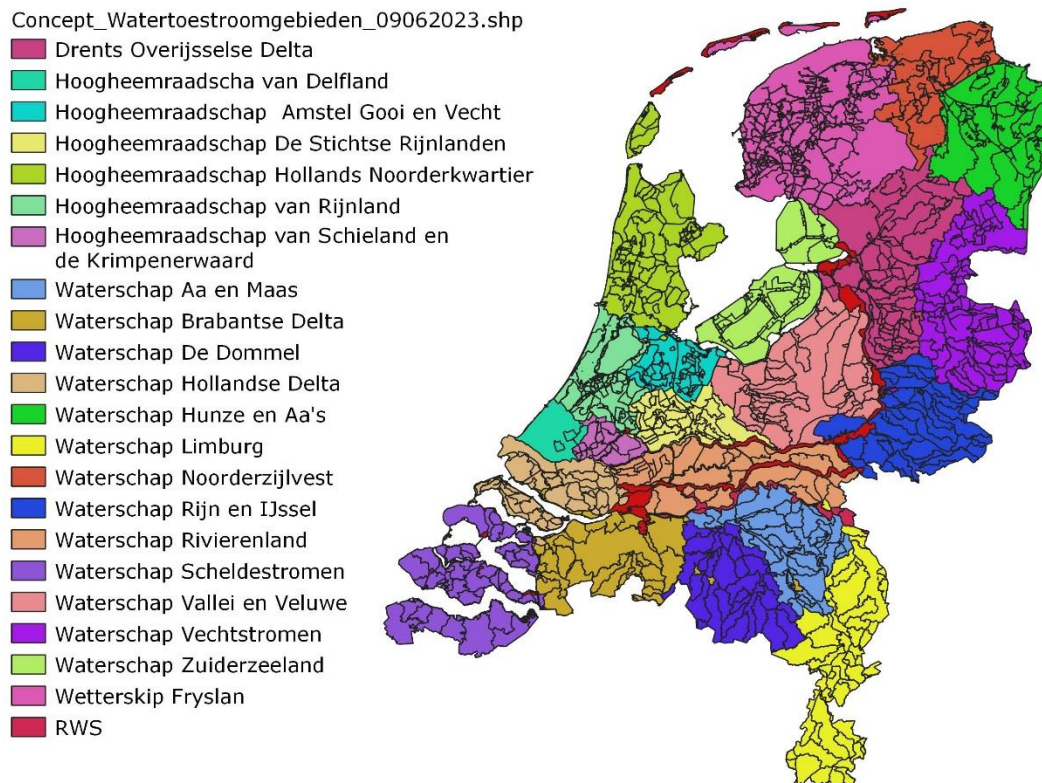 Concept_Watertoestroomgebieden_09062023.shp
Drents Overijsselse Delta
Hoogheemraadscha van Delfland
Hoogheemraadschap Amstel Gooi en Vecht
Hoogheemraadschap De Stichtse Rijnlanden
Hoogheemraadschap Hollands Noorderkwartier
Hoogheemraadschap van Rijnland
Hoogheemraadschap van Schieland en
de Krimpenerwaard
Waterschap Aa en Maas
Waterschap Brabantse Delta
Waterschap De Dommel
Waterschap Hollandse Delta
Waterschap Hunze en Aa's
Waterschap Limburg
Waterschap Noorderzijlvest
Waterschap Rijn en IJssel
Waterschap Rivierenland
Waterschap Scheldestromen
Waterschap Vallei en Veluwe
Waterschap Vechtstromen
Waterschap Zuiderzeeland
Wetterskip Fryslan
RWS